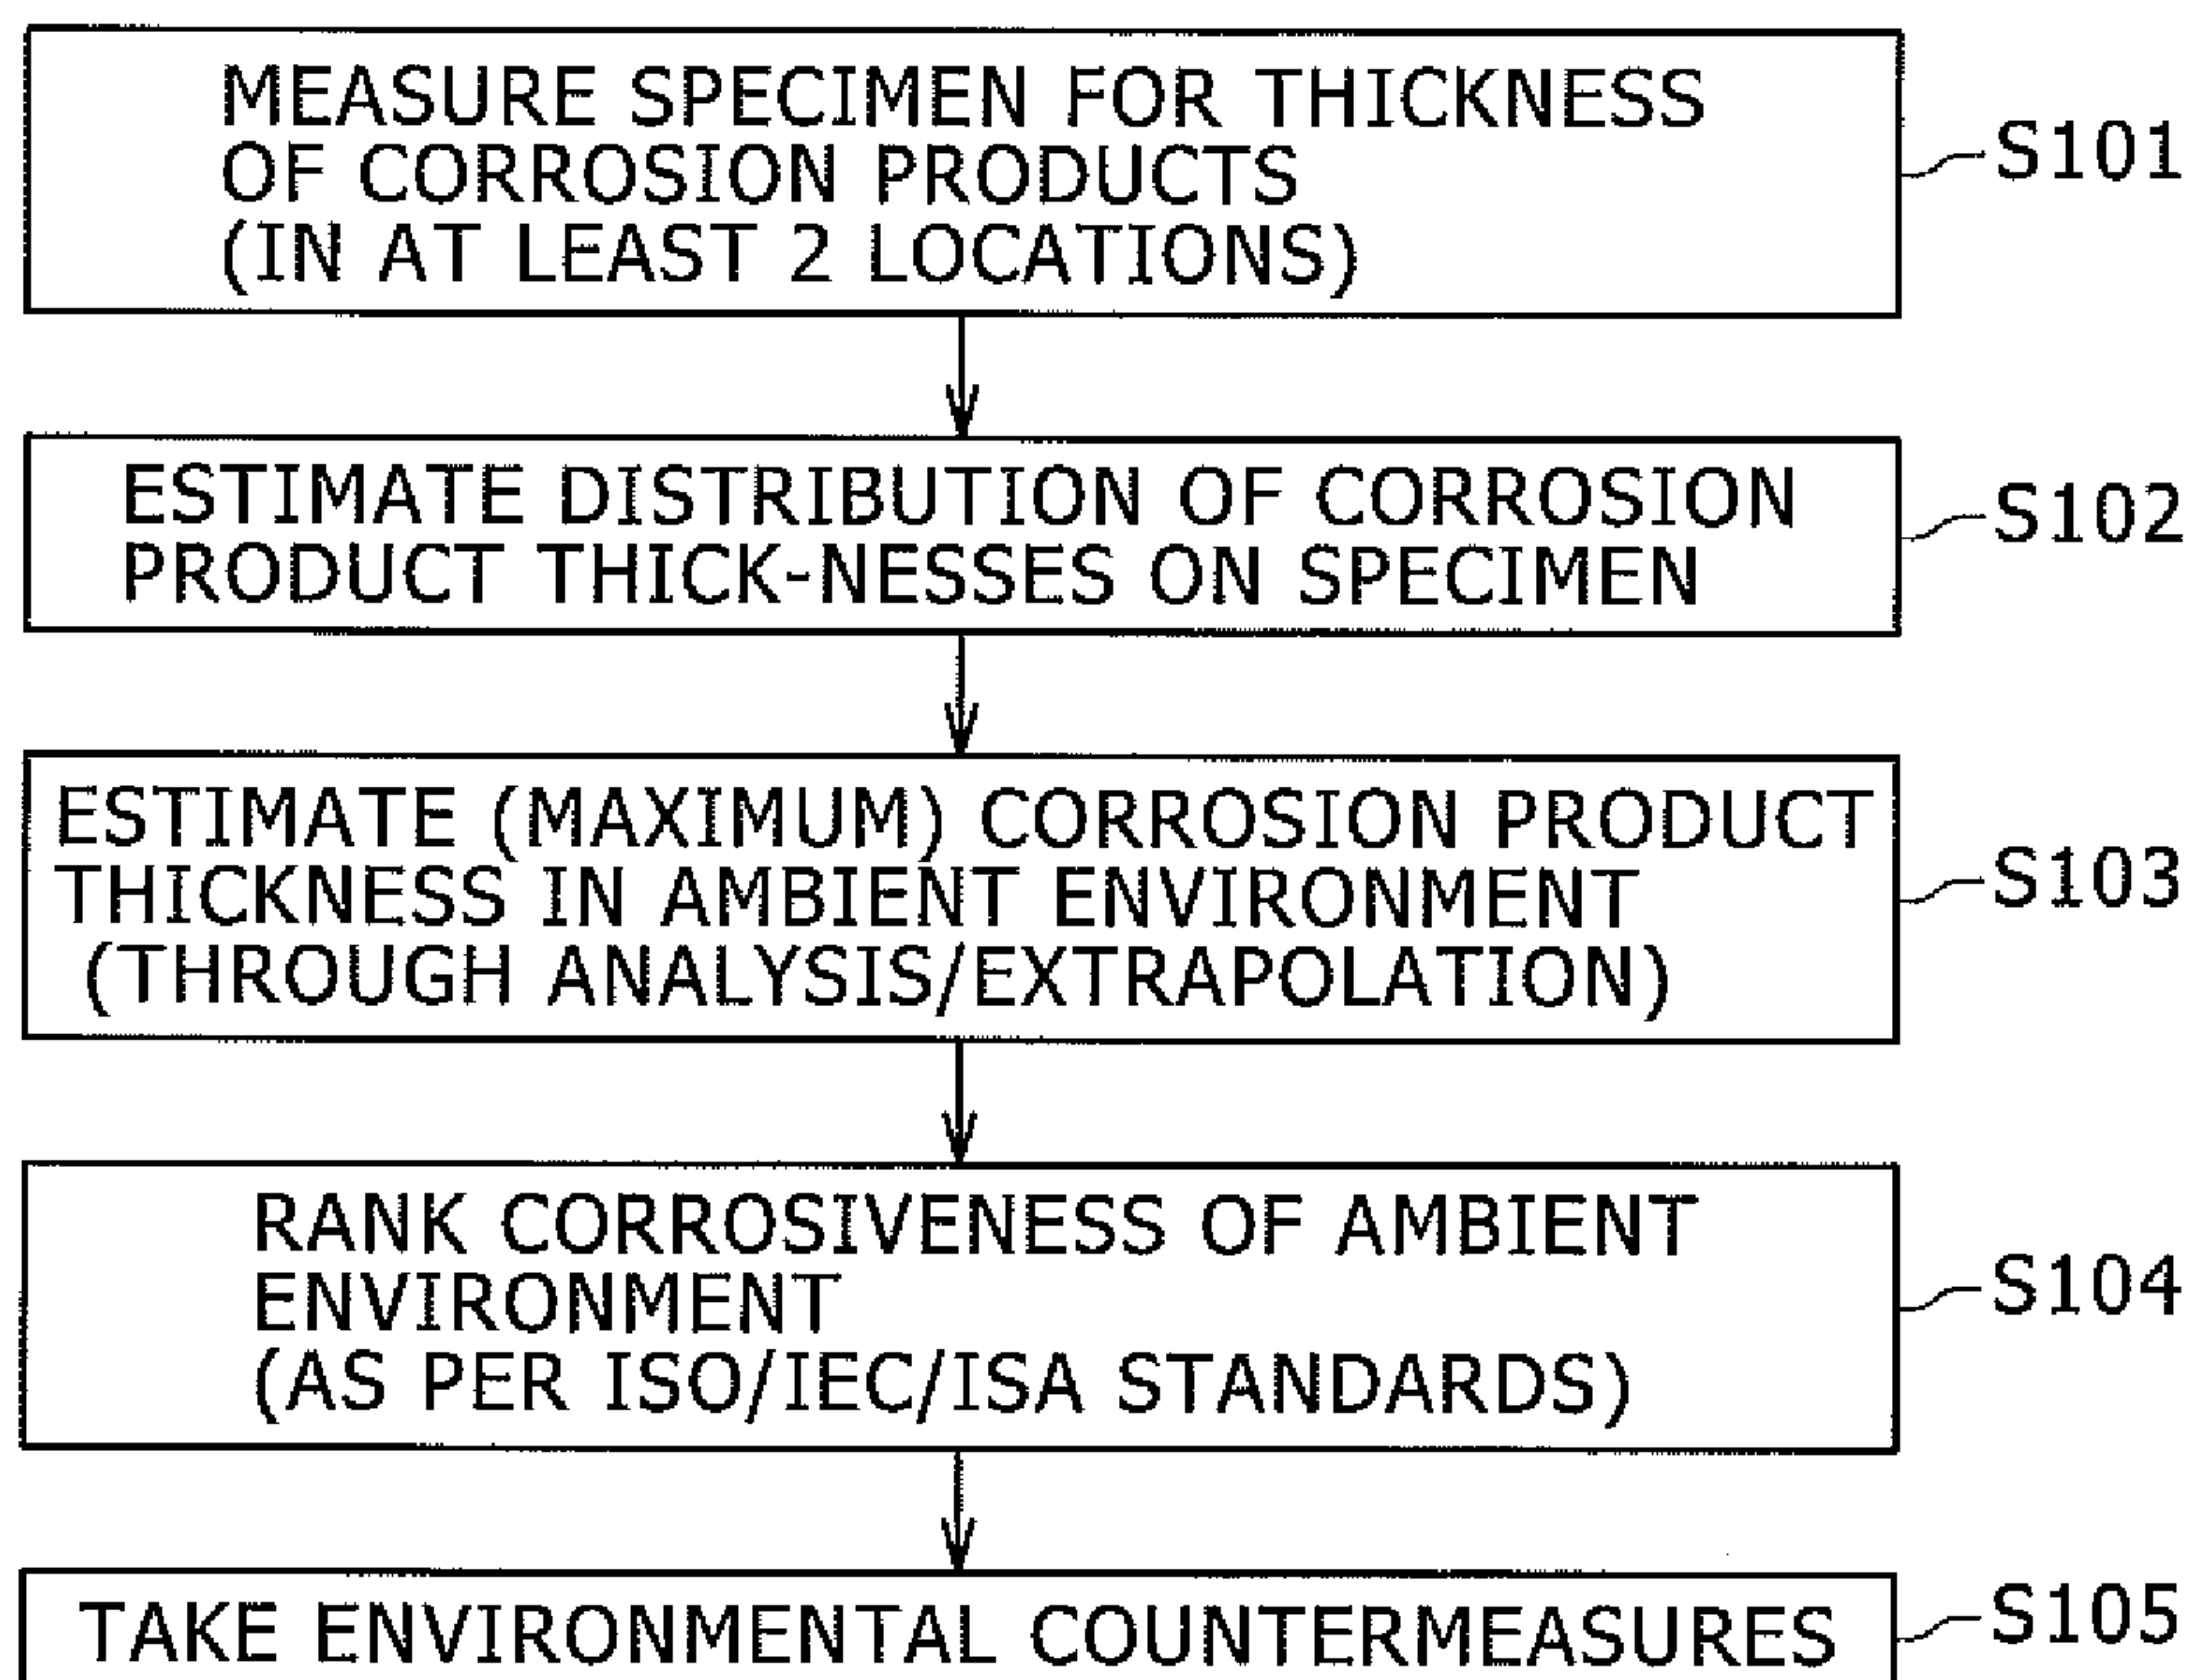 MEASURE SPECIMEN FOR THICKNESS
OF CORROSION PRODUCTS
(IN AT LEAST 2 LOCATIONS)
S101
ESTIMATE DISTRIBUTION OF CORROSION
PRODUCT THICK-NESSES ON SPECIMEN
S102
ESTIMATE (MAXIMUM) CORROSION PRODUCT
THICKNESS IN AMBIENT ENVIRONMENT
(THROUGH ANALYSIS/EXTRAPOLATION)
S103
RANK CORROSIVENESS OF AMBIENT
ENVIRONMENT
(AS PER ISO/IEC/ISA STANDARDS)
S104
TAKE ENVIRONMENTAL COUNTERMEASURES
S105